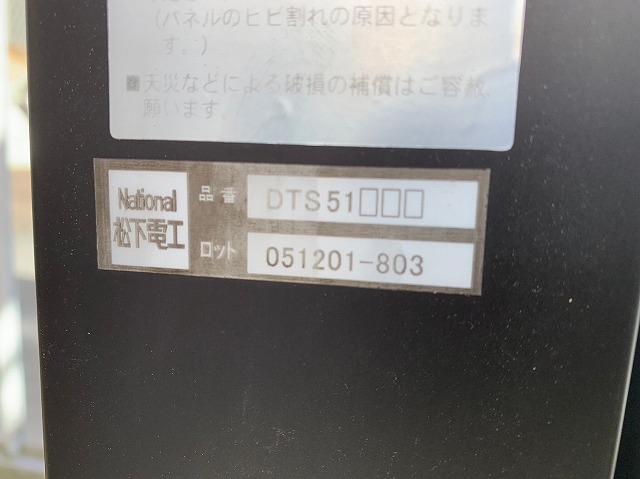 (パネルのヒビ割れの原因となりま
す。)
■天災などによる破損の補償はご容赦
願います
National
松下電工
品番
DTS51□□□
ロット
051201-803